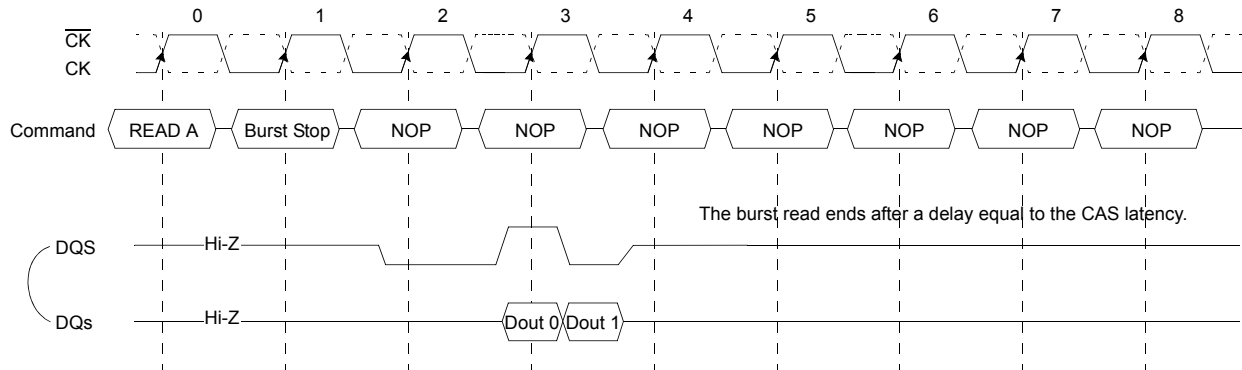 0 1 2 3 4 5 6 7 8
CK
CK
Command READ A Burst Stop NOP NOP NOP NOP NOP NOP NOP
The burst read ends after a delay equal to the CAS latency.
DQS Hi-Z
DQs Hi-Z Dout 0 Dout 1